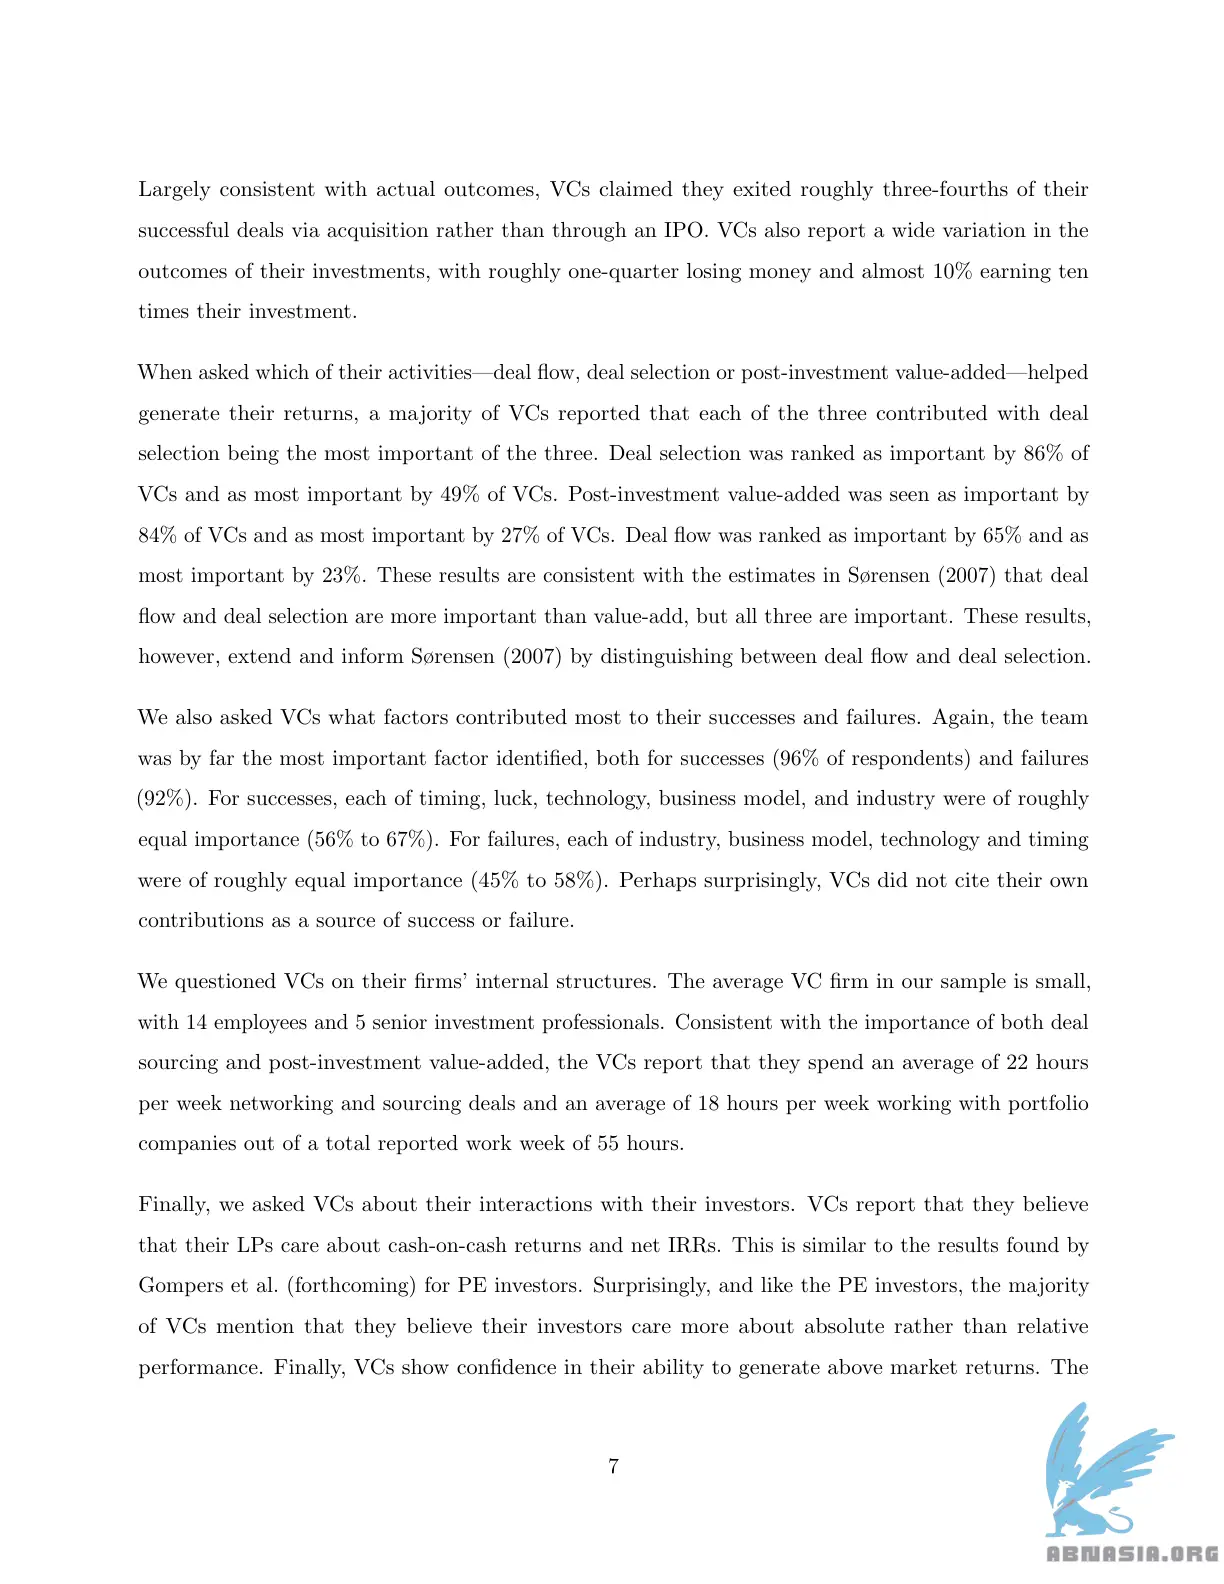 Largely consistent with actual outcomes, VCs claimed they exited roughly three-fourths of their
successful deals via acquisition rather than through an IPO. VCs also report a wide variation in the
outcomes of their investments, with roughly one-quarter losing money and almost 10% earning ten
times their investment.
When asked which of their activities—deal flow, deal selection or post-investment value-added—helped
generate their returns, a majority of VCs reported that each of the three contributed with deal
selection being the most important of the three. Deal selection was ranked as important by 86% of
VCs and as most important by 49% of VCs. Post-investment value-added was seen as important by
84% of VCs and as most important by 27% of VCs. Deal flow was ranked as important by 65% and as
most important by 23%. These results are consistent with the estimates in Sørensen (2007) that deal
flow and deal selection are more important than value-add, but all three are important. These results,
however, extend and inform Sørensen (2007) by distinguishing between deal flow and deal selection.
We also asked VCs what factors contributed most to their successes and failures. Again, the team
was by far the most important factor identified, both for successes (96% of respondents) and failures
(92%). For successes, each of timing, luck, technology, business model, and industry were of roughly
equal importance (56% to 67%). For failures, each of industry, business model, technology and timing
were of roughly equal importance (45% to 58%). Perhaps surprisingly, VCs did not cite their own
contributions as a source of success or failure.
We questioned VCs on their firms' internal structures. The average VC firm in our sample is small,
with 14 employees and 5 senior investment professionals. Consistent with the importance of both deal
sourcing and post-investment value-added, the VCs report that they spend an average of 22 hours
per week networking and sourcing deals and an average of 18 hours per week working with portfolio
companies out of a total reported work week of 55 hours.
Finally, we asked VCs about their interactions with their investors. VCs report that they believe
that their LPs care about cash-on-cash returns and net IRRs. This is similar to the results found by
Gompers et al. (forthcoming) for PE investors. Surprisingly, and like the PE investors, the majority
of VCs mention that they believe their investors care more about absolute rather than relative
performance. Finally, VCs show confidence in their ability to generate above market returns. The
7
ABNASIA.ORG